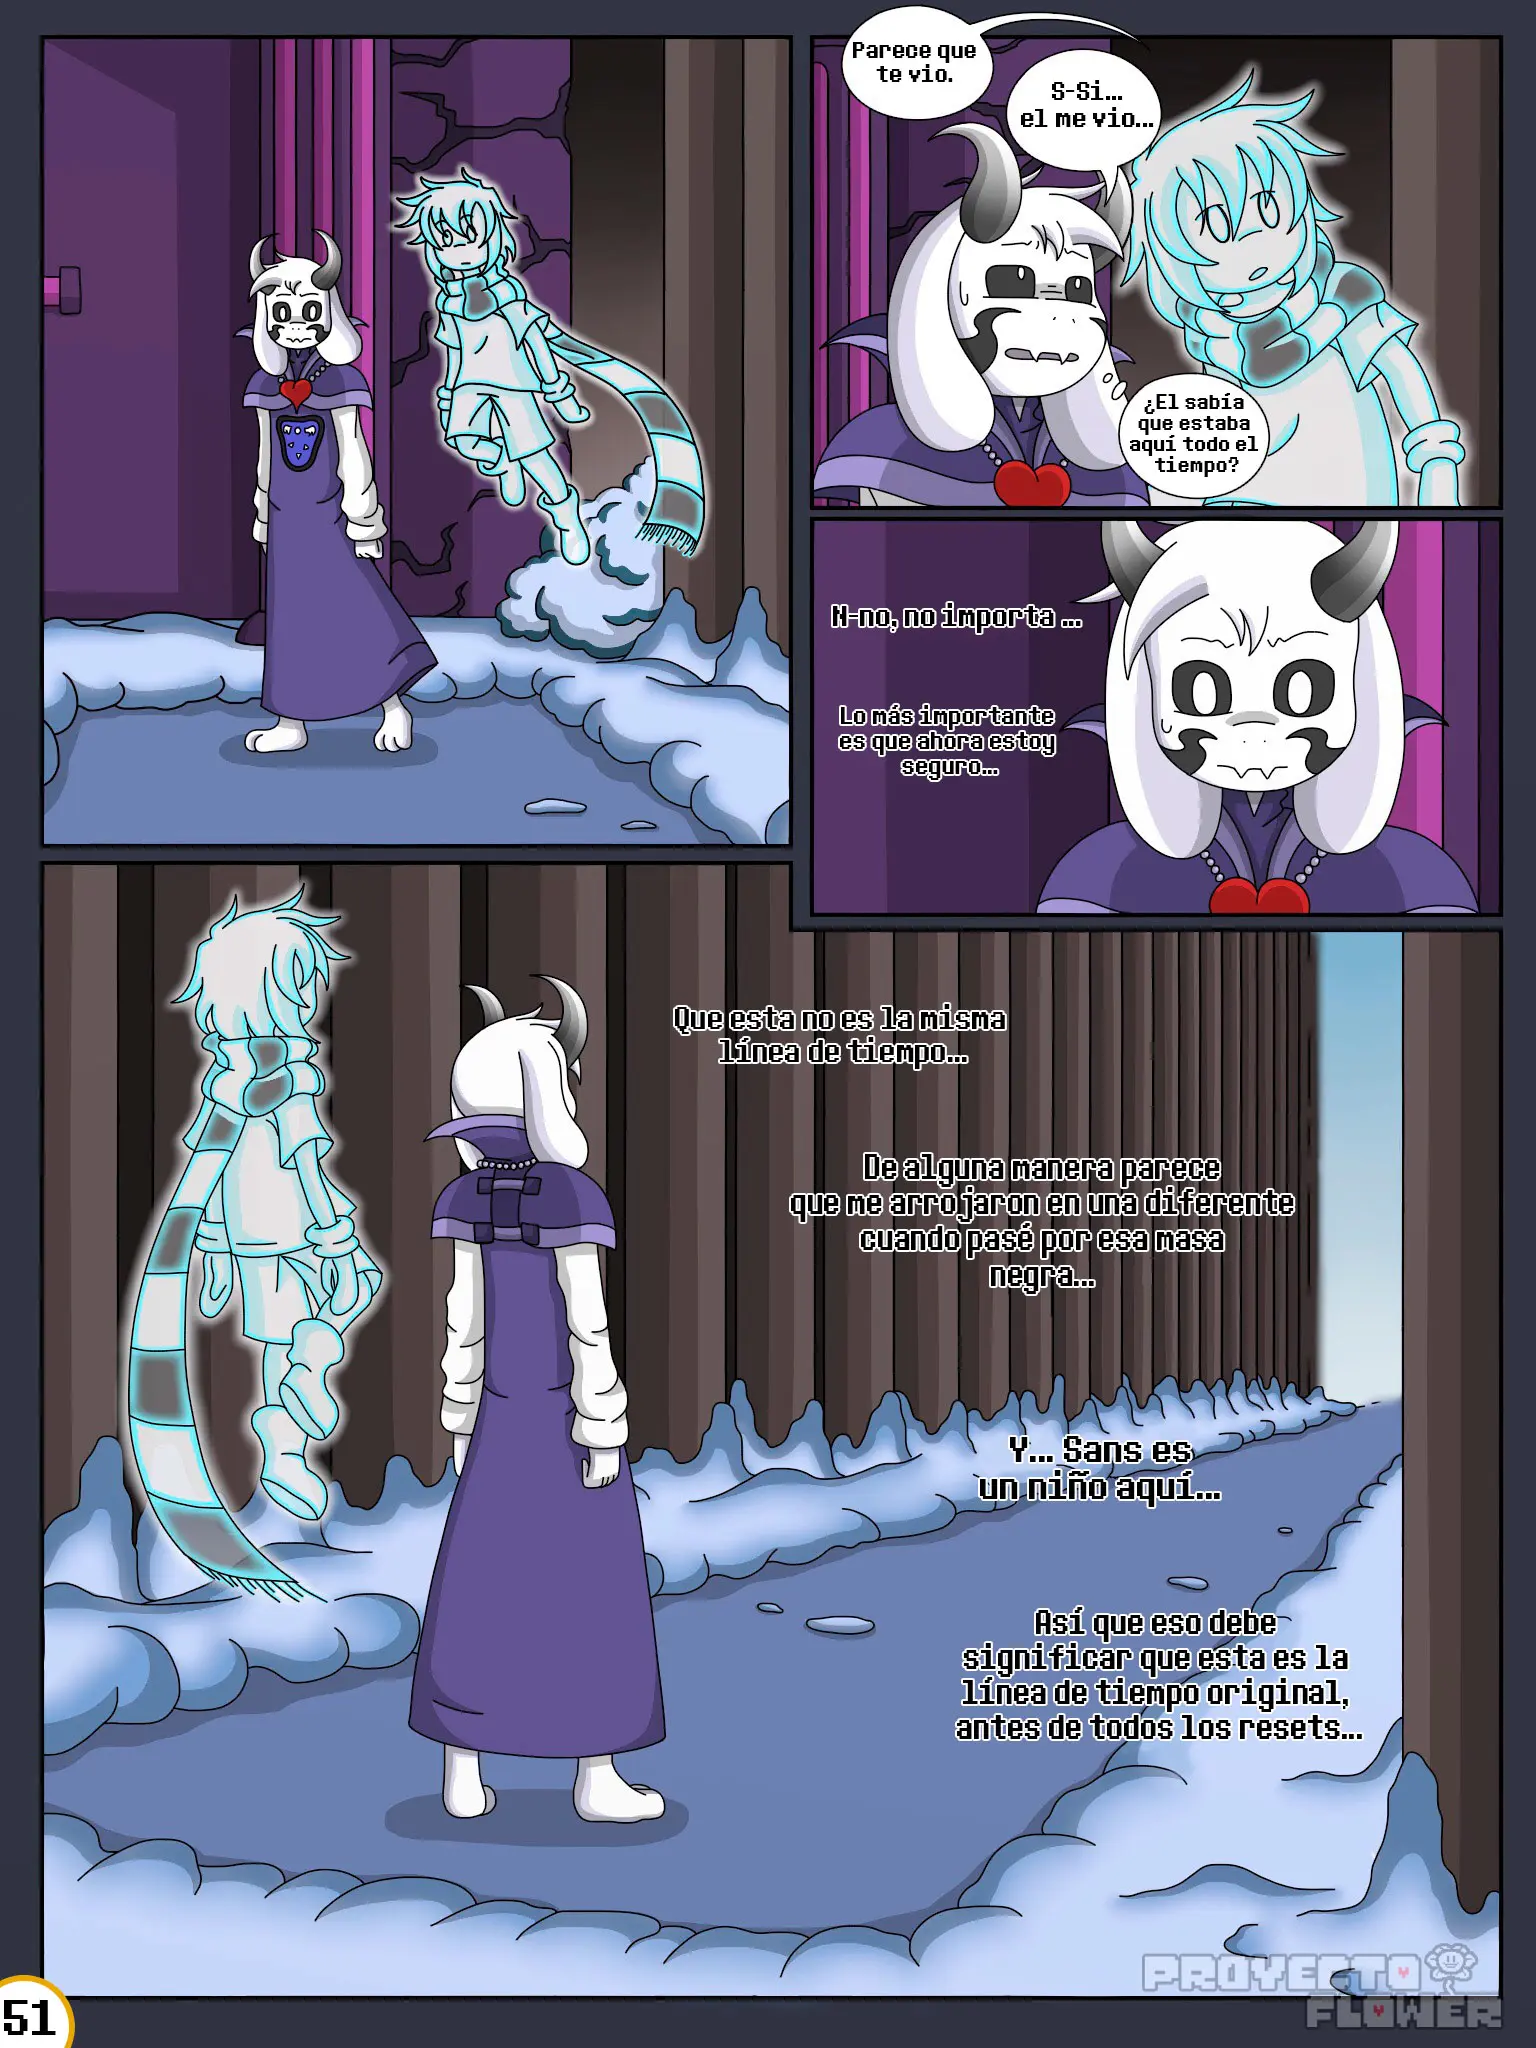 Parece que
te vio.
S-Si...
el me vio...
¿El sabía
que estaba
aquí todo el
tiempo?
N-no, no importa ...
Lo más importante
es que ahora estoy
seguro...
Que esta no es la misma
línea de tiempo...
De alguna manera parece
que me arrojaron en una diferente
cuando pasé por esa masa
negra...
Y... Sans es
un niño aquí...
Así que eso debe
significar que esta es la
línea de tiempo original,
antes de todos los resets...
PROYECTO
FLOWER
51